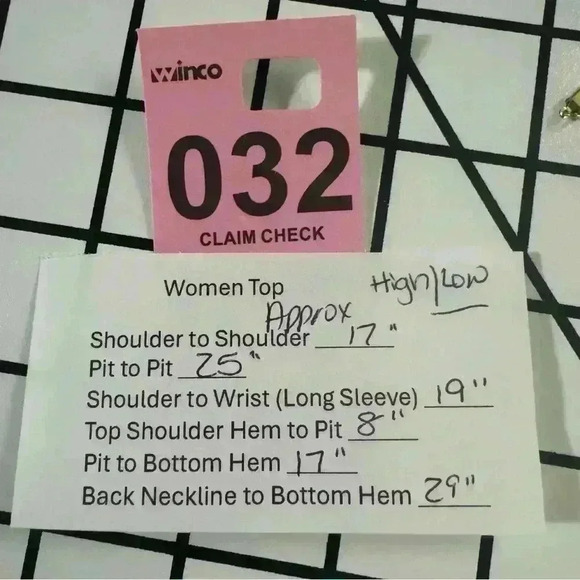 Winco
032
CLAIM CHECK
Women Top High/Low
Approx
Shoulder to Shoulder 17"
Pit to Pit 25"
Shoulder to Wrist (Long Sleeve) 19"
Top Shoulder Hem to Pit 8"
Pit to Bottom Hem 17"
Back Neckline to Bottom Hem 29"